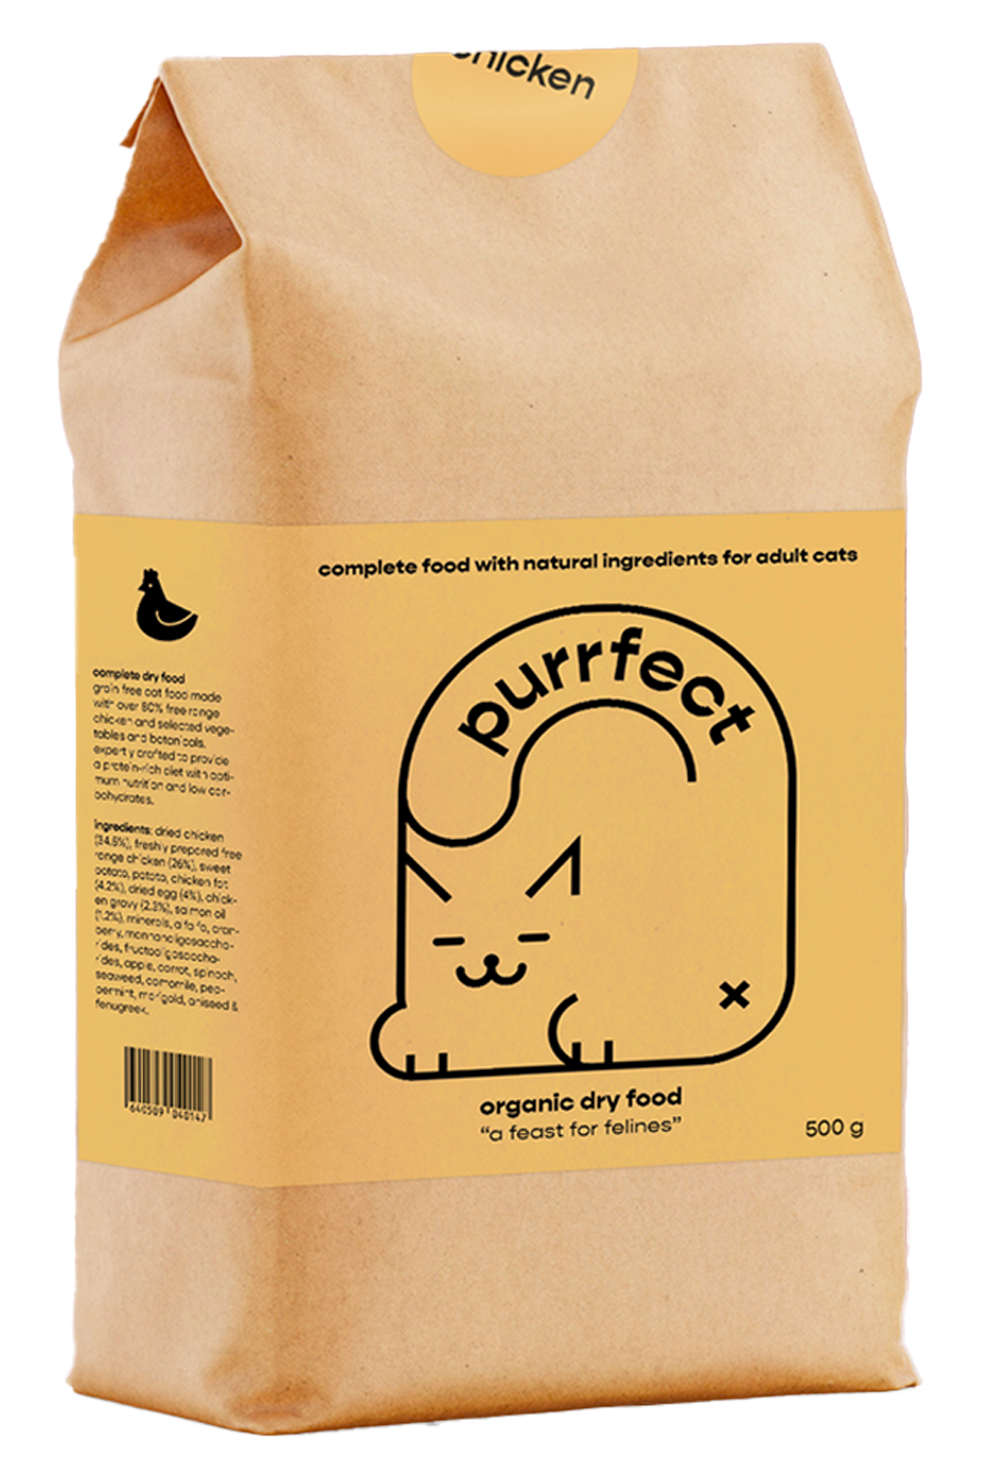 chicken
complete food with natural ingredients for adult cats
purrfect
organic dry food
“a feast for felines”
500 g
complete dry food
grain free cat food made
with over 80% free range
chicken and selected vege-
tables and botanicals,
expertly crafted to provide
a protein-rich diet with opti-
mum nutrition and low car-
bohydrates.
ingredients: dried chicken
(34.5%), freshly prepared free
range chicken (26%), sweet
potato, potato, chicken fat
(4.2%), dried egg (4%), chick-
en gravy (2.3%), salmon oil
(1.2%), minerals, alfalfa, cran-
berry, mannanoligosaccha-
rides, fructooligosaccha-
rides, apple, carrot, spinach,
seaweed, camomile, pep-
permint, marigold, aniseed &
fenugreek.
640509 040147